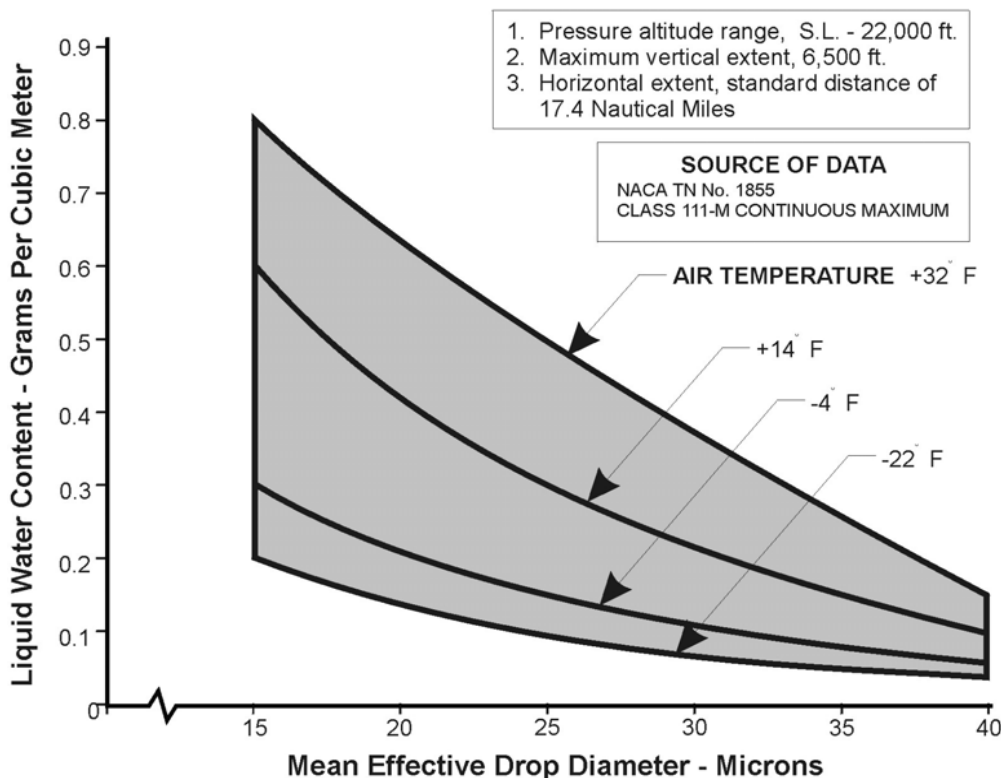 1. Pressure altitude range, S.L. - 22,000 ft.
2. Maximum vertical extent, 6,500 ft.
3. Horizontal extent, standard distance of
17.4 Nautical Miles
SOURCE OF DATA
NACA TN No. 1855
CLASS 111-M CONTINUOUS MAXIMUM
AIR TEMPERATURE +32˘ F
+14˘ F
-4˘ F
-22˘ F
Liquid Water Content - Grams Per Cubic Meter
0.9
0.8
0.7
0.6
0.5
0.4
0.3
0.2
0.1
0
15 20 25 30 35 40
Mean Effective Drop Diameter - Microns